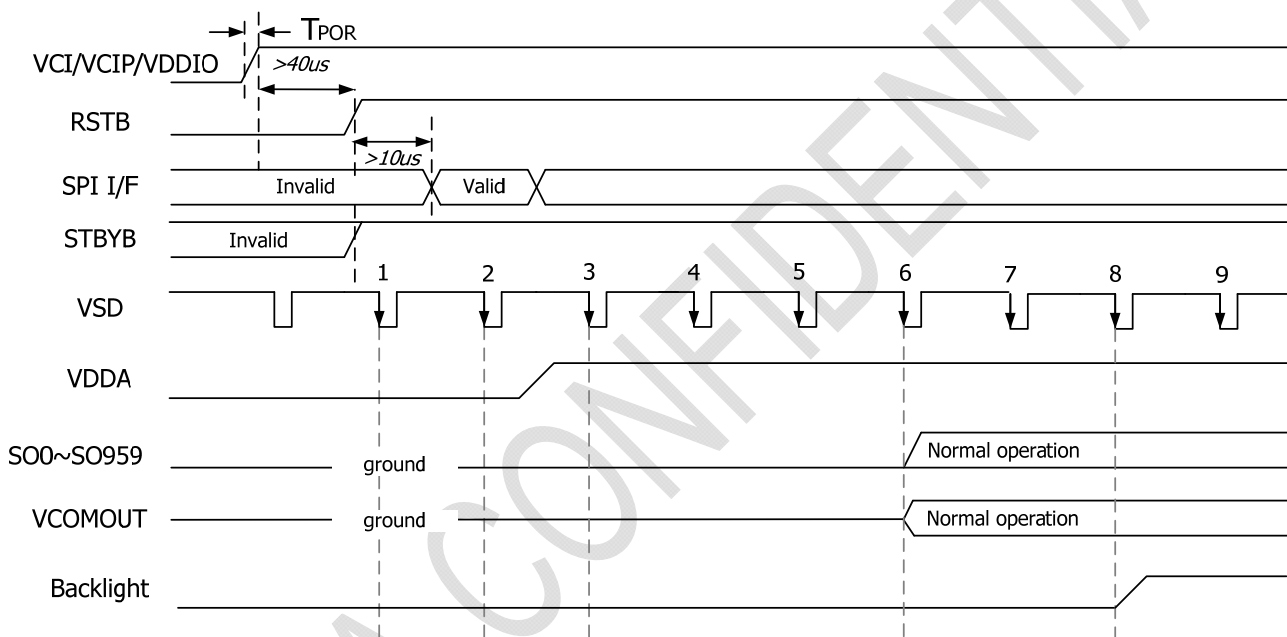 TPOR
VCI/VCIP/VDDIO
>40us
RSTB
>10us
SPI I/F
Invalid
Valid
STBYB
Invalid
1 2 3 4 5 6 7 8 9
VSD
VDDA
SO0~SO959
ground
Normal operation
VCOMOUT
ground
Normal operation
Backlight
A CONFIDENTIA